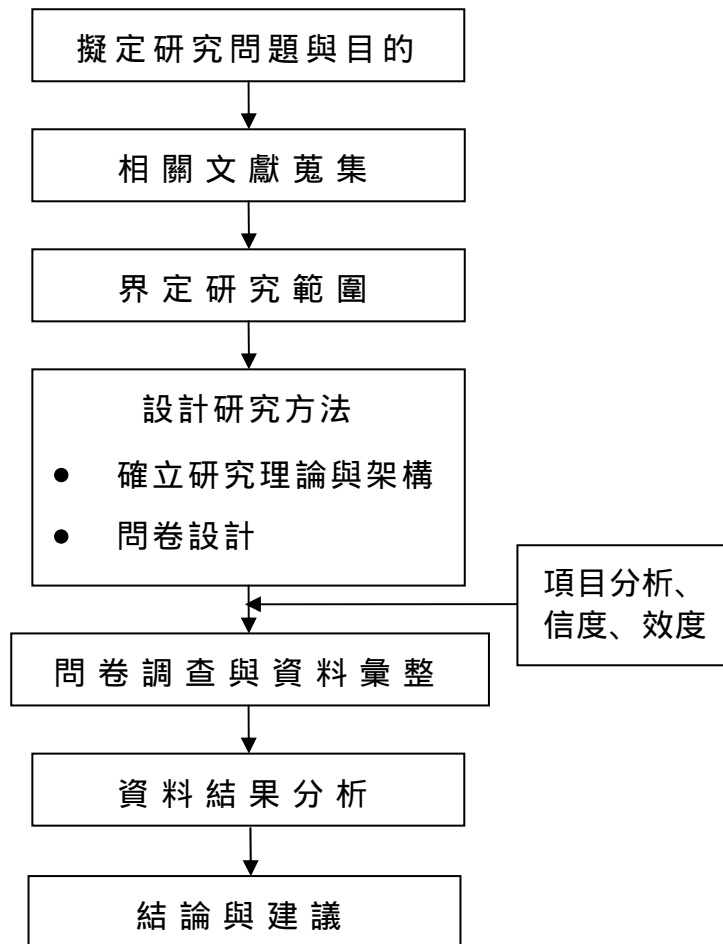 擬定研究問題與目的
相關文獻蒐集
界定研究範圍
設計研究方法
● 確立研究理論與架構
● 問卷設計
項目分析、
信度、效度
問卷調查與資料彙整
資料結果分析
結論與建議